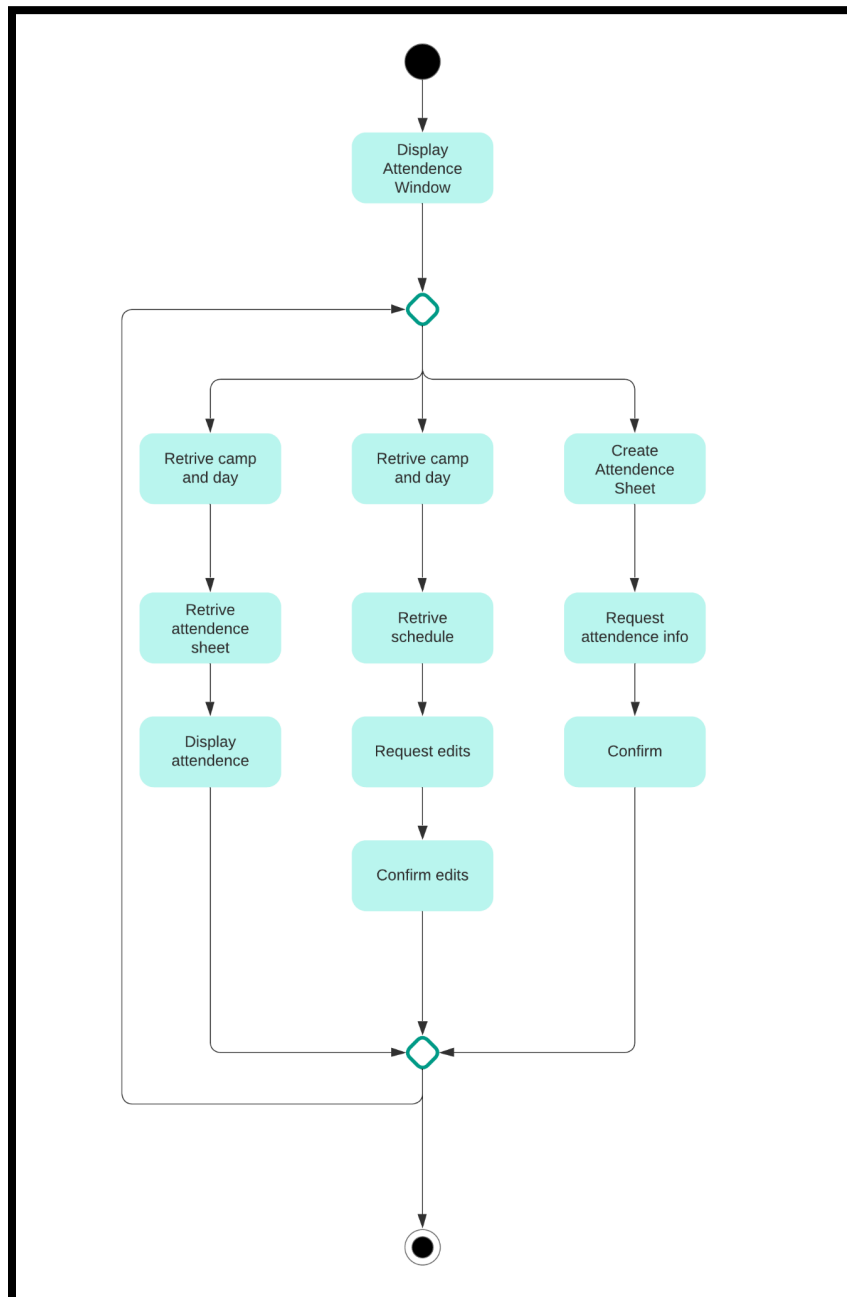 Display
Attendence
Window
Retrive camp
and day
Retrive camp
and day
Create
Attendence
Sheet
Retrive
attendence
sheet
Retrive
schedule
Request
attendence info
Display
attendence
Request edits
Confirm
Confirm edits